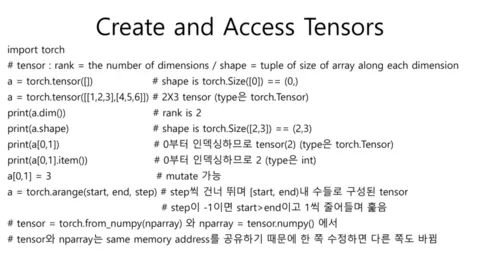 Create and Access Tensors
import torch
# tensor : rank = the number of dimensions / shape = tuple of size of array along each dimension
a = torch.tensor([]) # shape is torch.Size([0]) == (0,)
a = torch.tensor([[1,2,3],[4,5,6]]) # 2X3 tensor (type은 torch.Tensor)
print(a.dim()) # rank is 2
print(a.shape) # shape is torch.Size([2,3]) == (2,3)
print(a[0,1]) # 0부터 인덱싱하므로 tensor(2) (type은 torch.Tensor)
print(a[0,1].item()) # 0부터 인덱싱하므로 2 (type은 int)
a[0,1] = 3 # mutate 가능
a = torch.arange(start, end, step) # step씩 건너 뛰며 [start, end)내 수들로 구성된 tensor
# step이 -1이면 start>end이고 1씩 줄어들며 훑음
# tensor = torch.from_numpy(nparray) 와 nparray = tensor.numpy() 에서
# tensor와 nparray는 same memory address를 공유하기 때문에 한 쪽 수정하면 다른 쪽도 바뀜